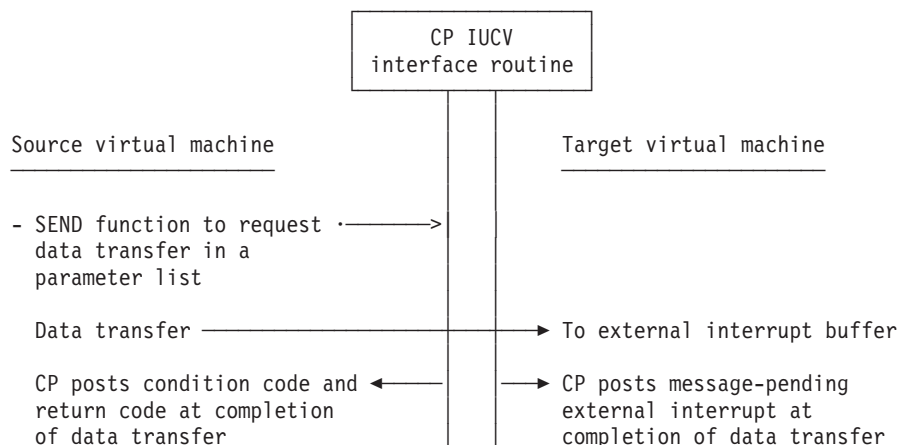 CP IUCV
interface routine
Source virtual machine
Target virtual machine
- SEND function to request
data transfer in a
parameter list
Data transfer
To external interrupt buffer
CP posts condition code and
return code at completion
of data transfer
CP posts message-pending
external interrupt at
completion of data transfer